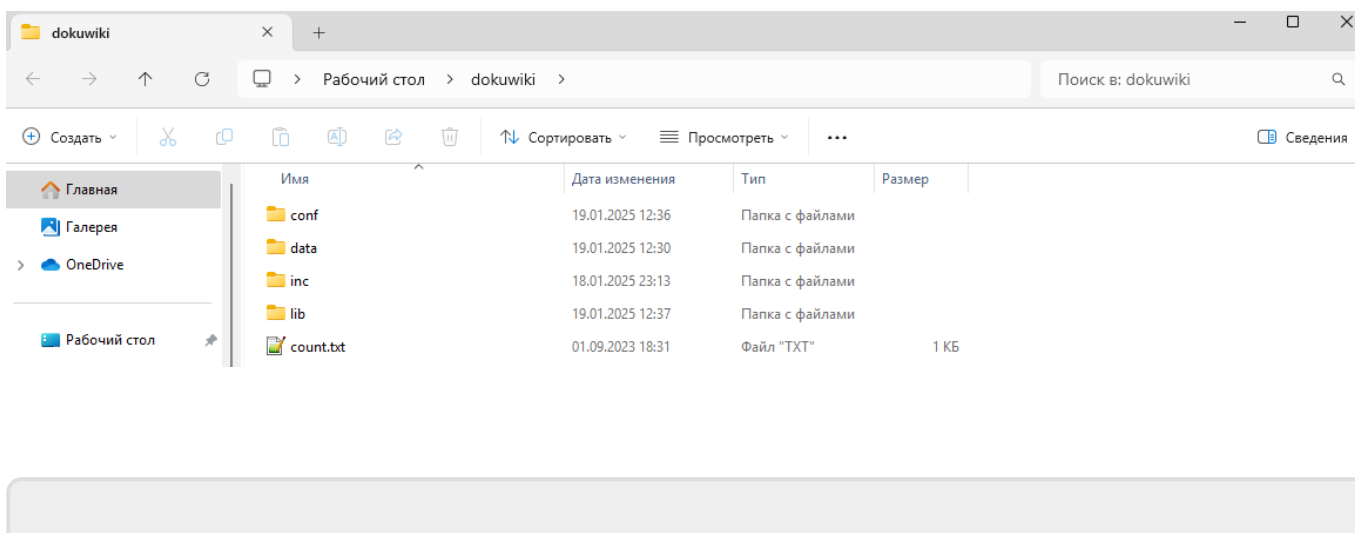 dokuwiki
Рабочий стол > dokuwiki >
Поиск в: dokuwiki
Создать
Сортировать
Просмотреть
Сведения
Главная
Галерея
OneDrive
Рабочий стол
Имя Дата изменения Тип Размер
conf 19.01.2025 12:36 Папка с файлами
data 19.01.2025 12:30 Папка с файлами
inc 18.01.2025 23:13 Папка с файлами
lib 19.01.2025 12:37 Папка с файлами
count.txt 01.09.2023 18:31 Файл "TXT" 1 КБ